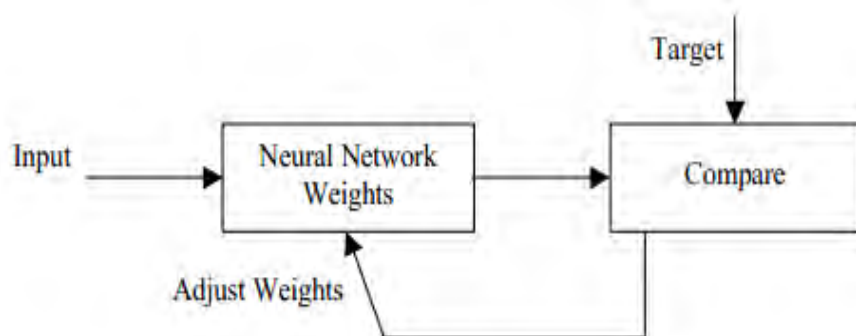 Target
Input
Neural Network
Weights
Compare
Adjust Weights